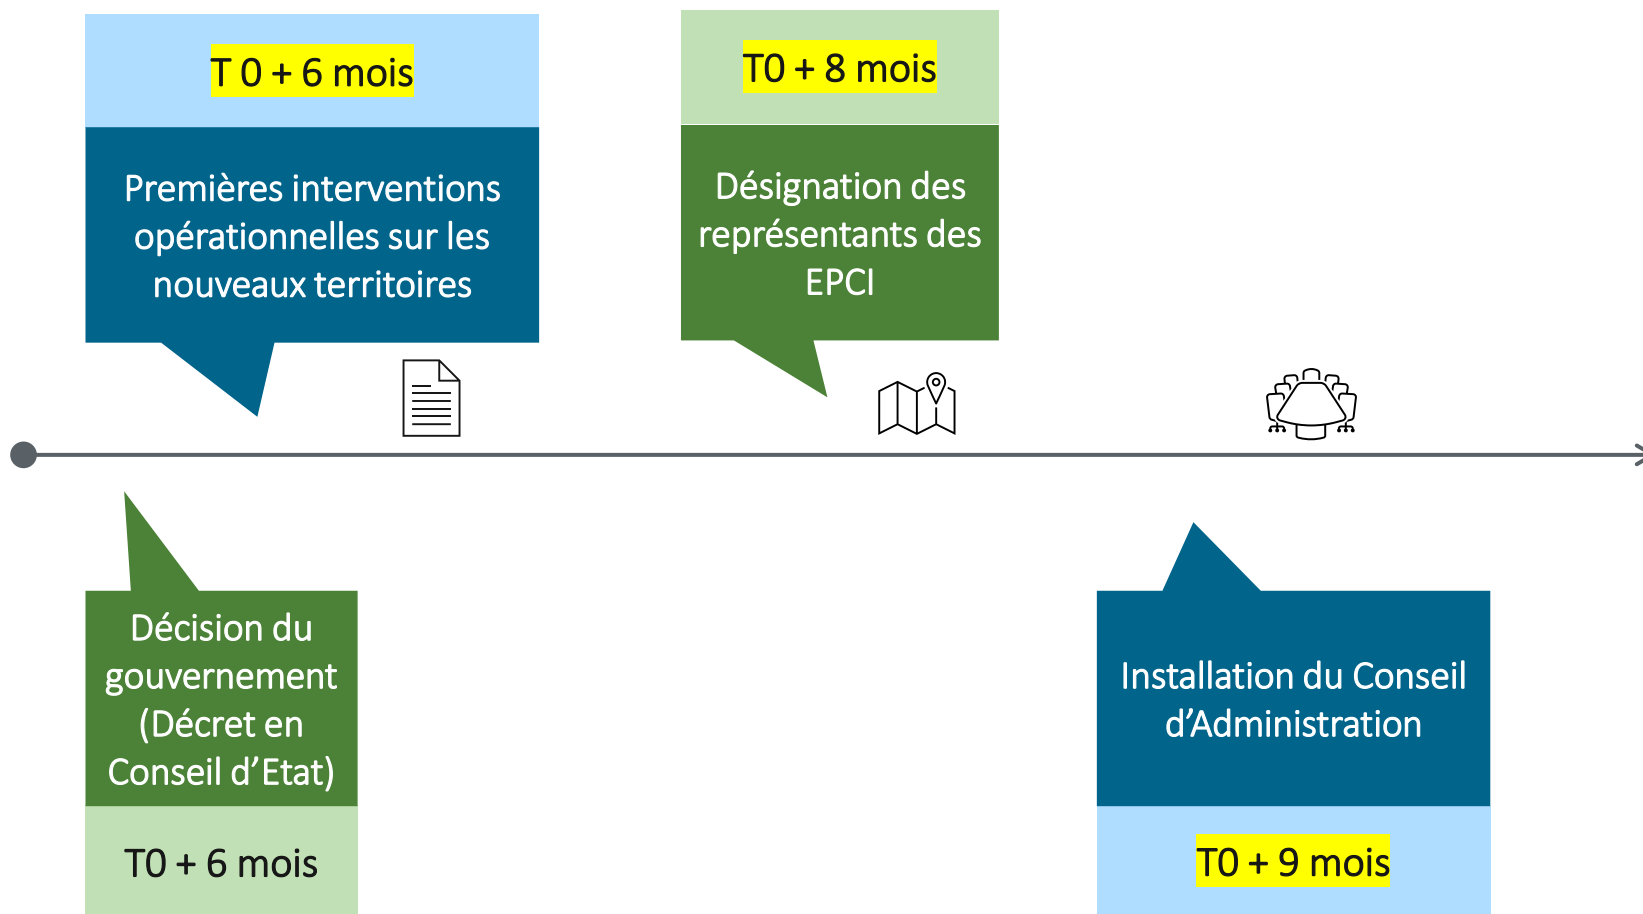 T 0 + 6 mois
Premières interventions
opérationnelles sur les
nouveaux territoires
T0 + 8 mois
Désignation des
représentants des
EPCI
Décision du
gouvernement
(Décret en
Conseil d’Etat)
T0 + 6 mois
Installation du Conseil
d’Administration
T0 + 9 mois